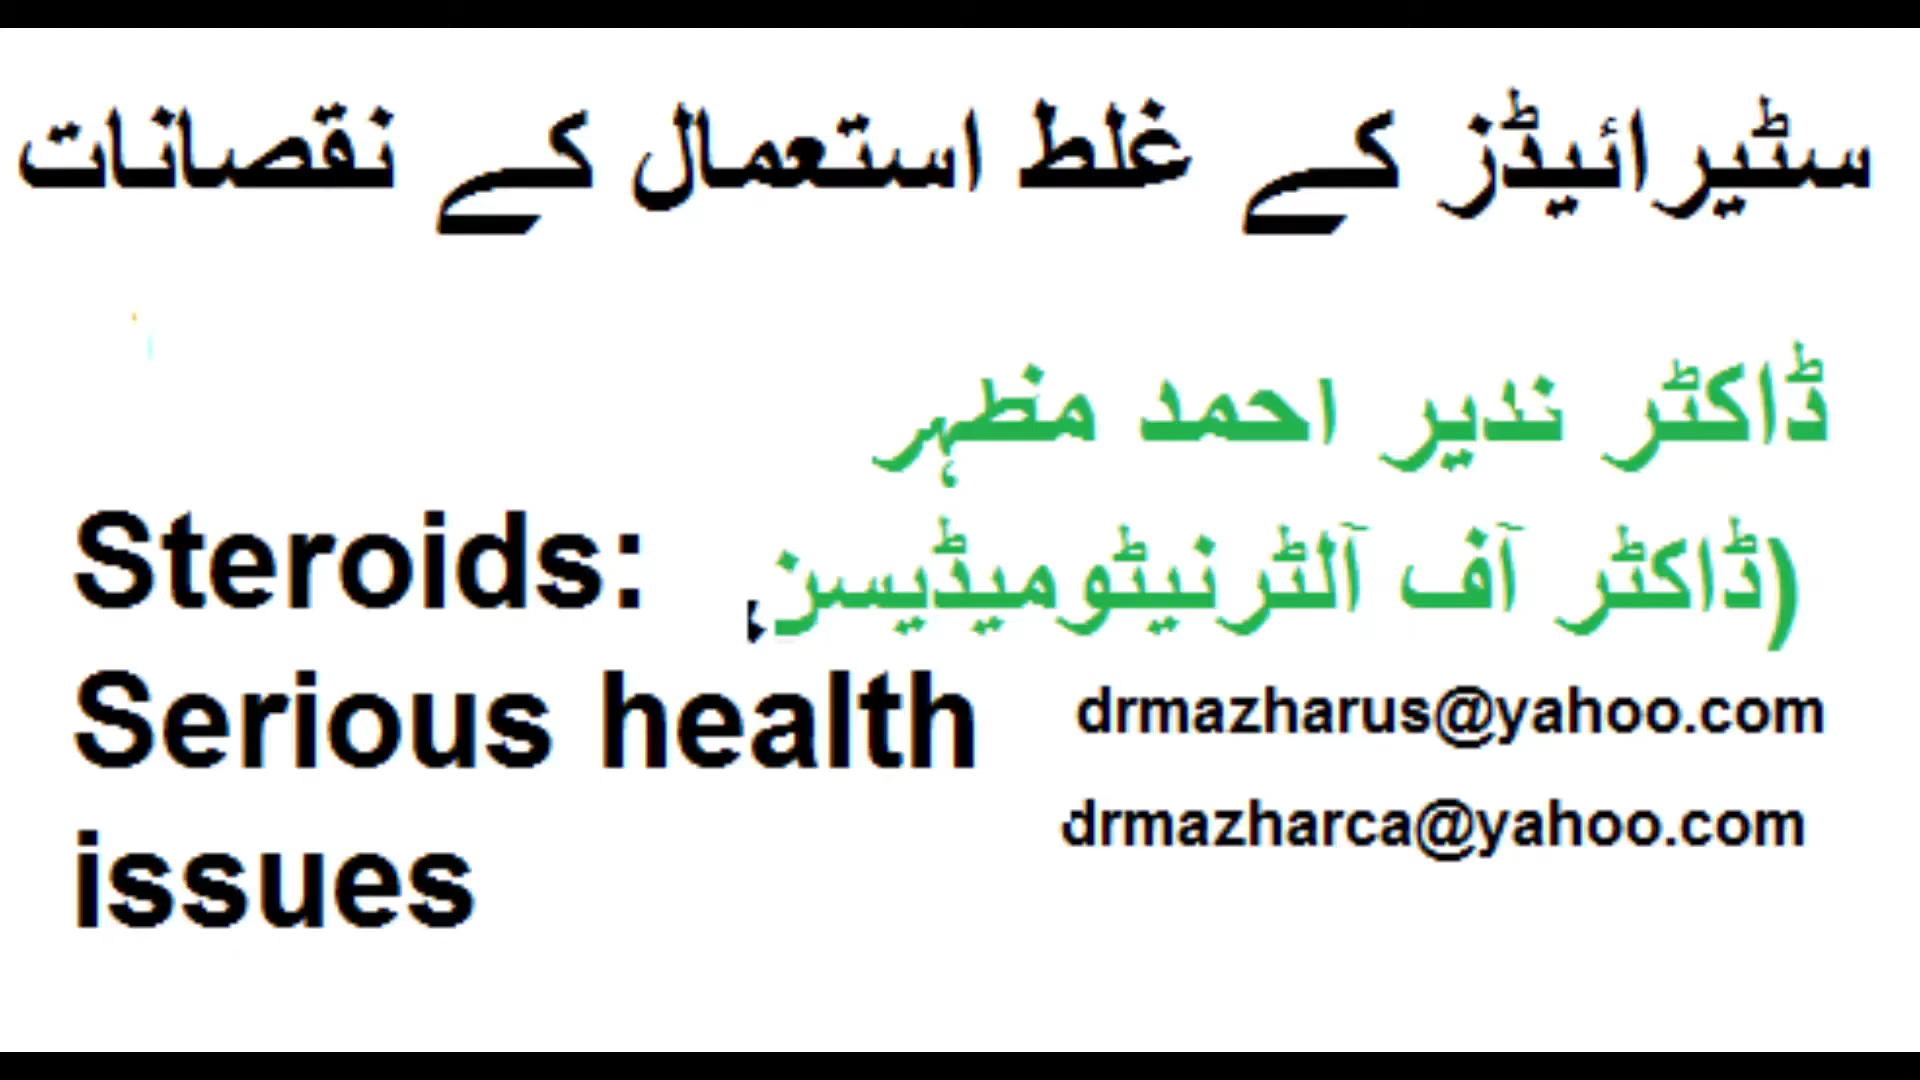 سٹیرائیڈز کے غلط استعمال کے نقصانات
ڈاکٹر ندیر احمد مظہر
(ڈاکٹر آف آلٹرنیٹومیڈیسن
Steroids:
Serious health
issues
drmazharus@yahoo.com
drmazharca@yahoo.com